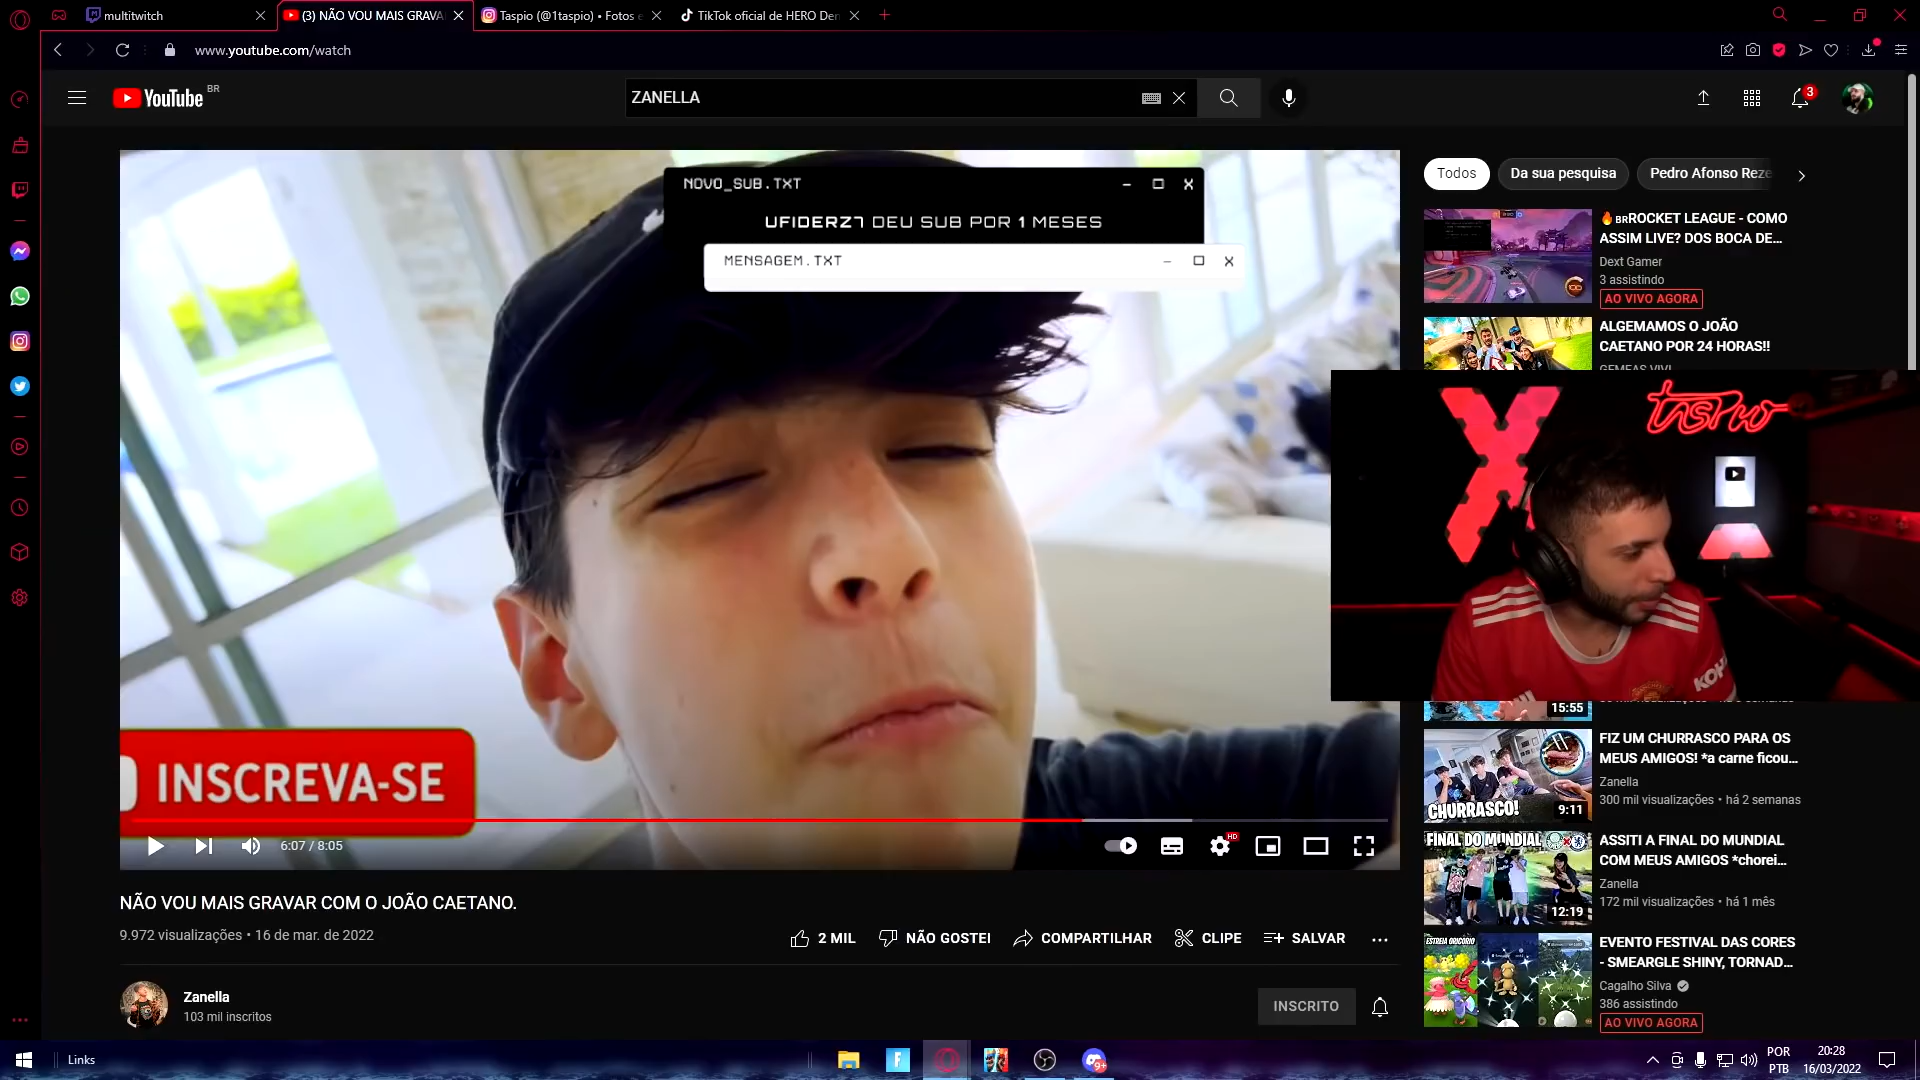 multitwitch
(3) NÃO VOU MAIS GRAVA
Taspio (@1taspio) • Fotos e
TikTok oficial de HERO Den
www.youtube.com/watch
YouTube
BR
ZANELLA
3
NOVO_SUB.TXT
UFIDERZ7 DEU SUB POR 1 MESES
MENSAGEM.TXT
INSCREVA-SE
6:07 / 8:05
HD
NÃO VOU MAIS GRAVAR COM O JOÃO CAETANO.
9.972 visualizações • 16 de mar. de 2022
2 MIL
NÃO GOSTEI
COMPARTILHAR
CLIPE
SALVAR
Zanella
103 mil inscritos
INSCRITO
Todos
Da sua pesquisa
Pedro Afonso Reze
🔥BRROCKET LEAGUE - COMO
ASSIM LIVE? DOS BOCA DE...
Dext Gamer
3 assistindo
AO VIVO AGORA
ALGEMAMOS O JOÃO
CAETANO POR 24 HORAS!!
taspio
KOH
15:55
CHURRASCO!
9:11
FIZ UM CHURRASCO PARA OS
MEUS AMIGOS! *a carne ficou...
Zanella
300 mil visualizações • há 2 semanas
FINAL DO MUNDIAL
12:19
ASSITI A FINAL DO MUNDIAL
COM MEUS AMIGOS *chorei...
Zanella
172 mil visualizações • há 1 mês
EVENTO FESTIVAL DAS CORES
- SMEARGLE SHINY, TORNAD...
Cagalho Silva
386 assistindo
AO VIVO AGORA
Links
9+
POR
PTB
20:28
16/03/2022